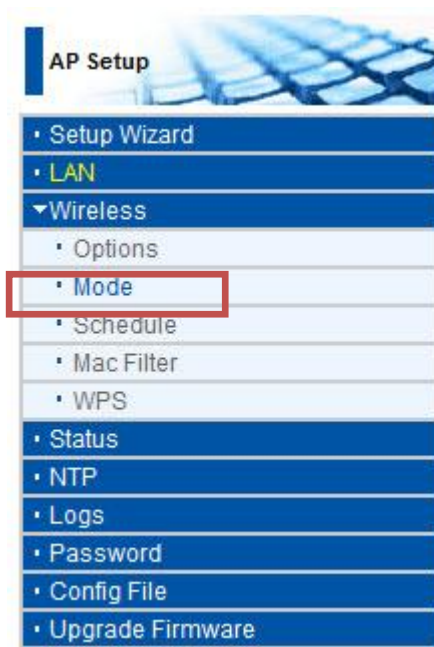 AP Setup
Setup Wizard
LAN
Wireless
Options
Mode
Schedule
Mac Filter
WPS
Status
NTP
Logs
Password
Config File
Upgrade Firmware